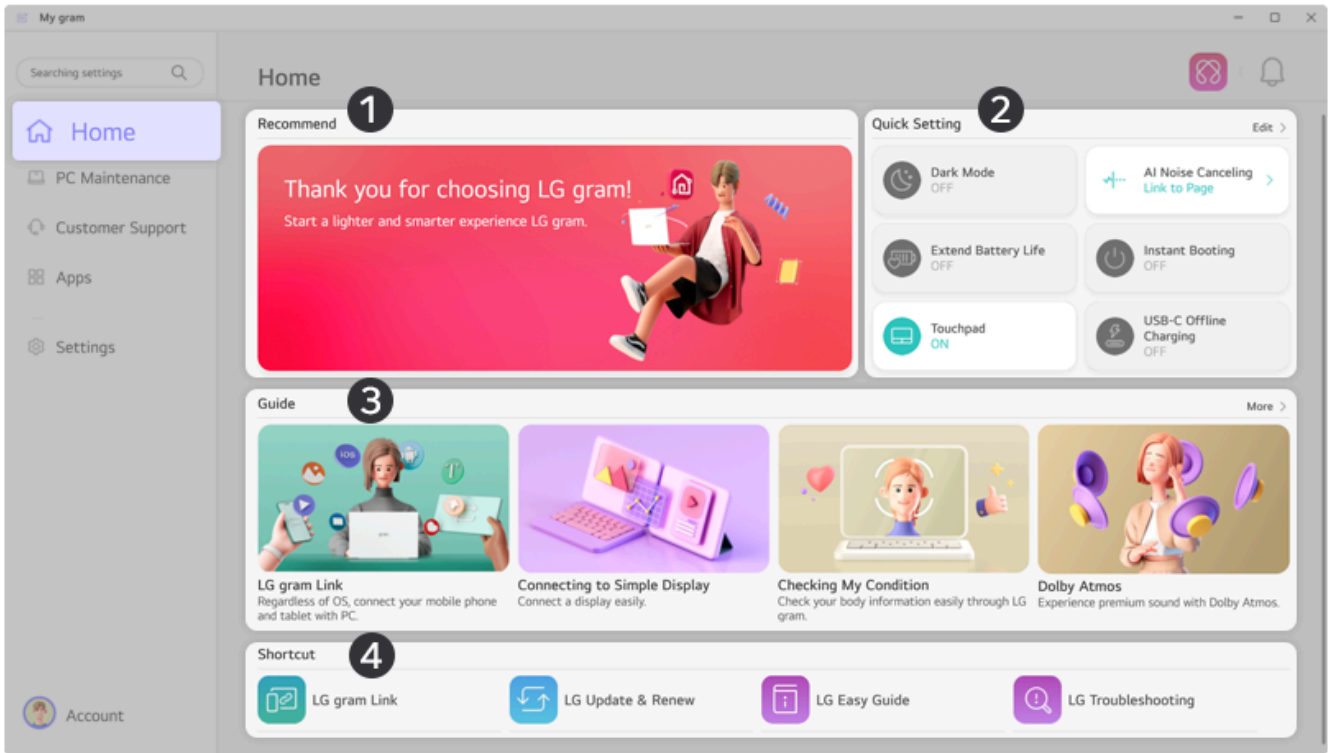 My gram
Searching settings
Home
PC Maintenance
Customer Support
Apps
Settings
Account
Home
Recommend
1
Thank you for choosing LG gram!
Start a lighter and smarter experience LG gram.
Quick Setting
2
Edit >
Dark Mode
OFF
AI Noise Canceling
Link to Page
Extend Battery Life
OFF
Instant Booting
OFF
Touchpad
ON
USB-C Offline
Charging
OFF
Guide
3
More >
iOS
gram
LG gram Link
Regardless of OS, connect your mobile phone
and tablet with PC.
Connecting to Simple Display
Connect a display easily.
Checking My Condition
Check your body information easily through LG
gram.
Dolby Atmos
Experience premium sound with Dolby Atmos.
Shortcut
4
LG gram Link
LG Update & Renew
LG Easy Guide
LG Troubleshooting